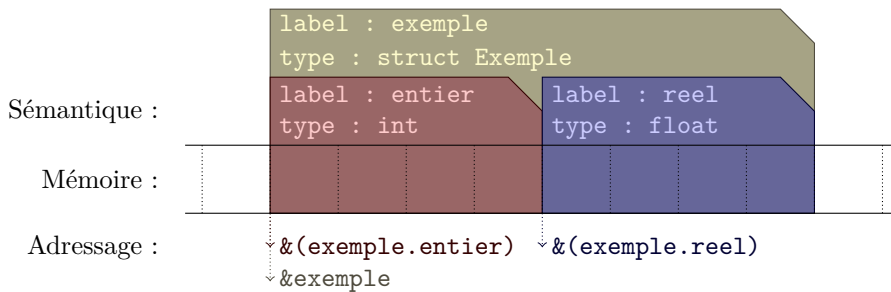 label : exemple
type : struct Exemple
Sémantique :
label : entier
type : int
label : reel
type : float
Mémoire :
Adressage :
&(exemple.entier)
&(exemple.reel)
&exemple